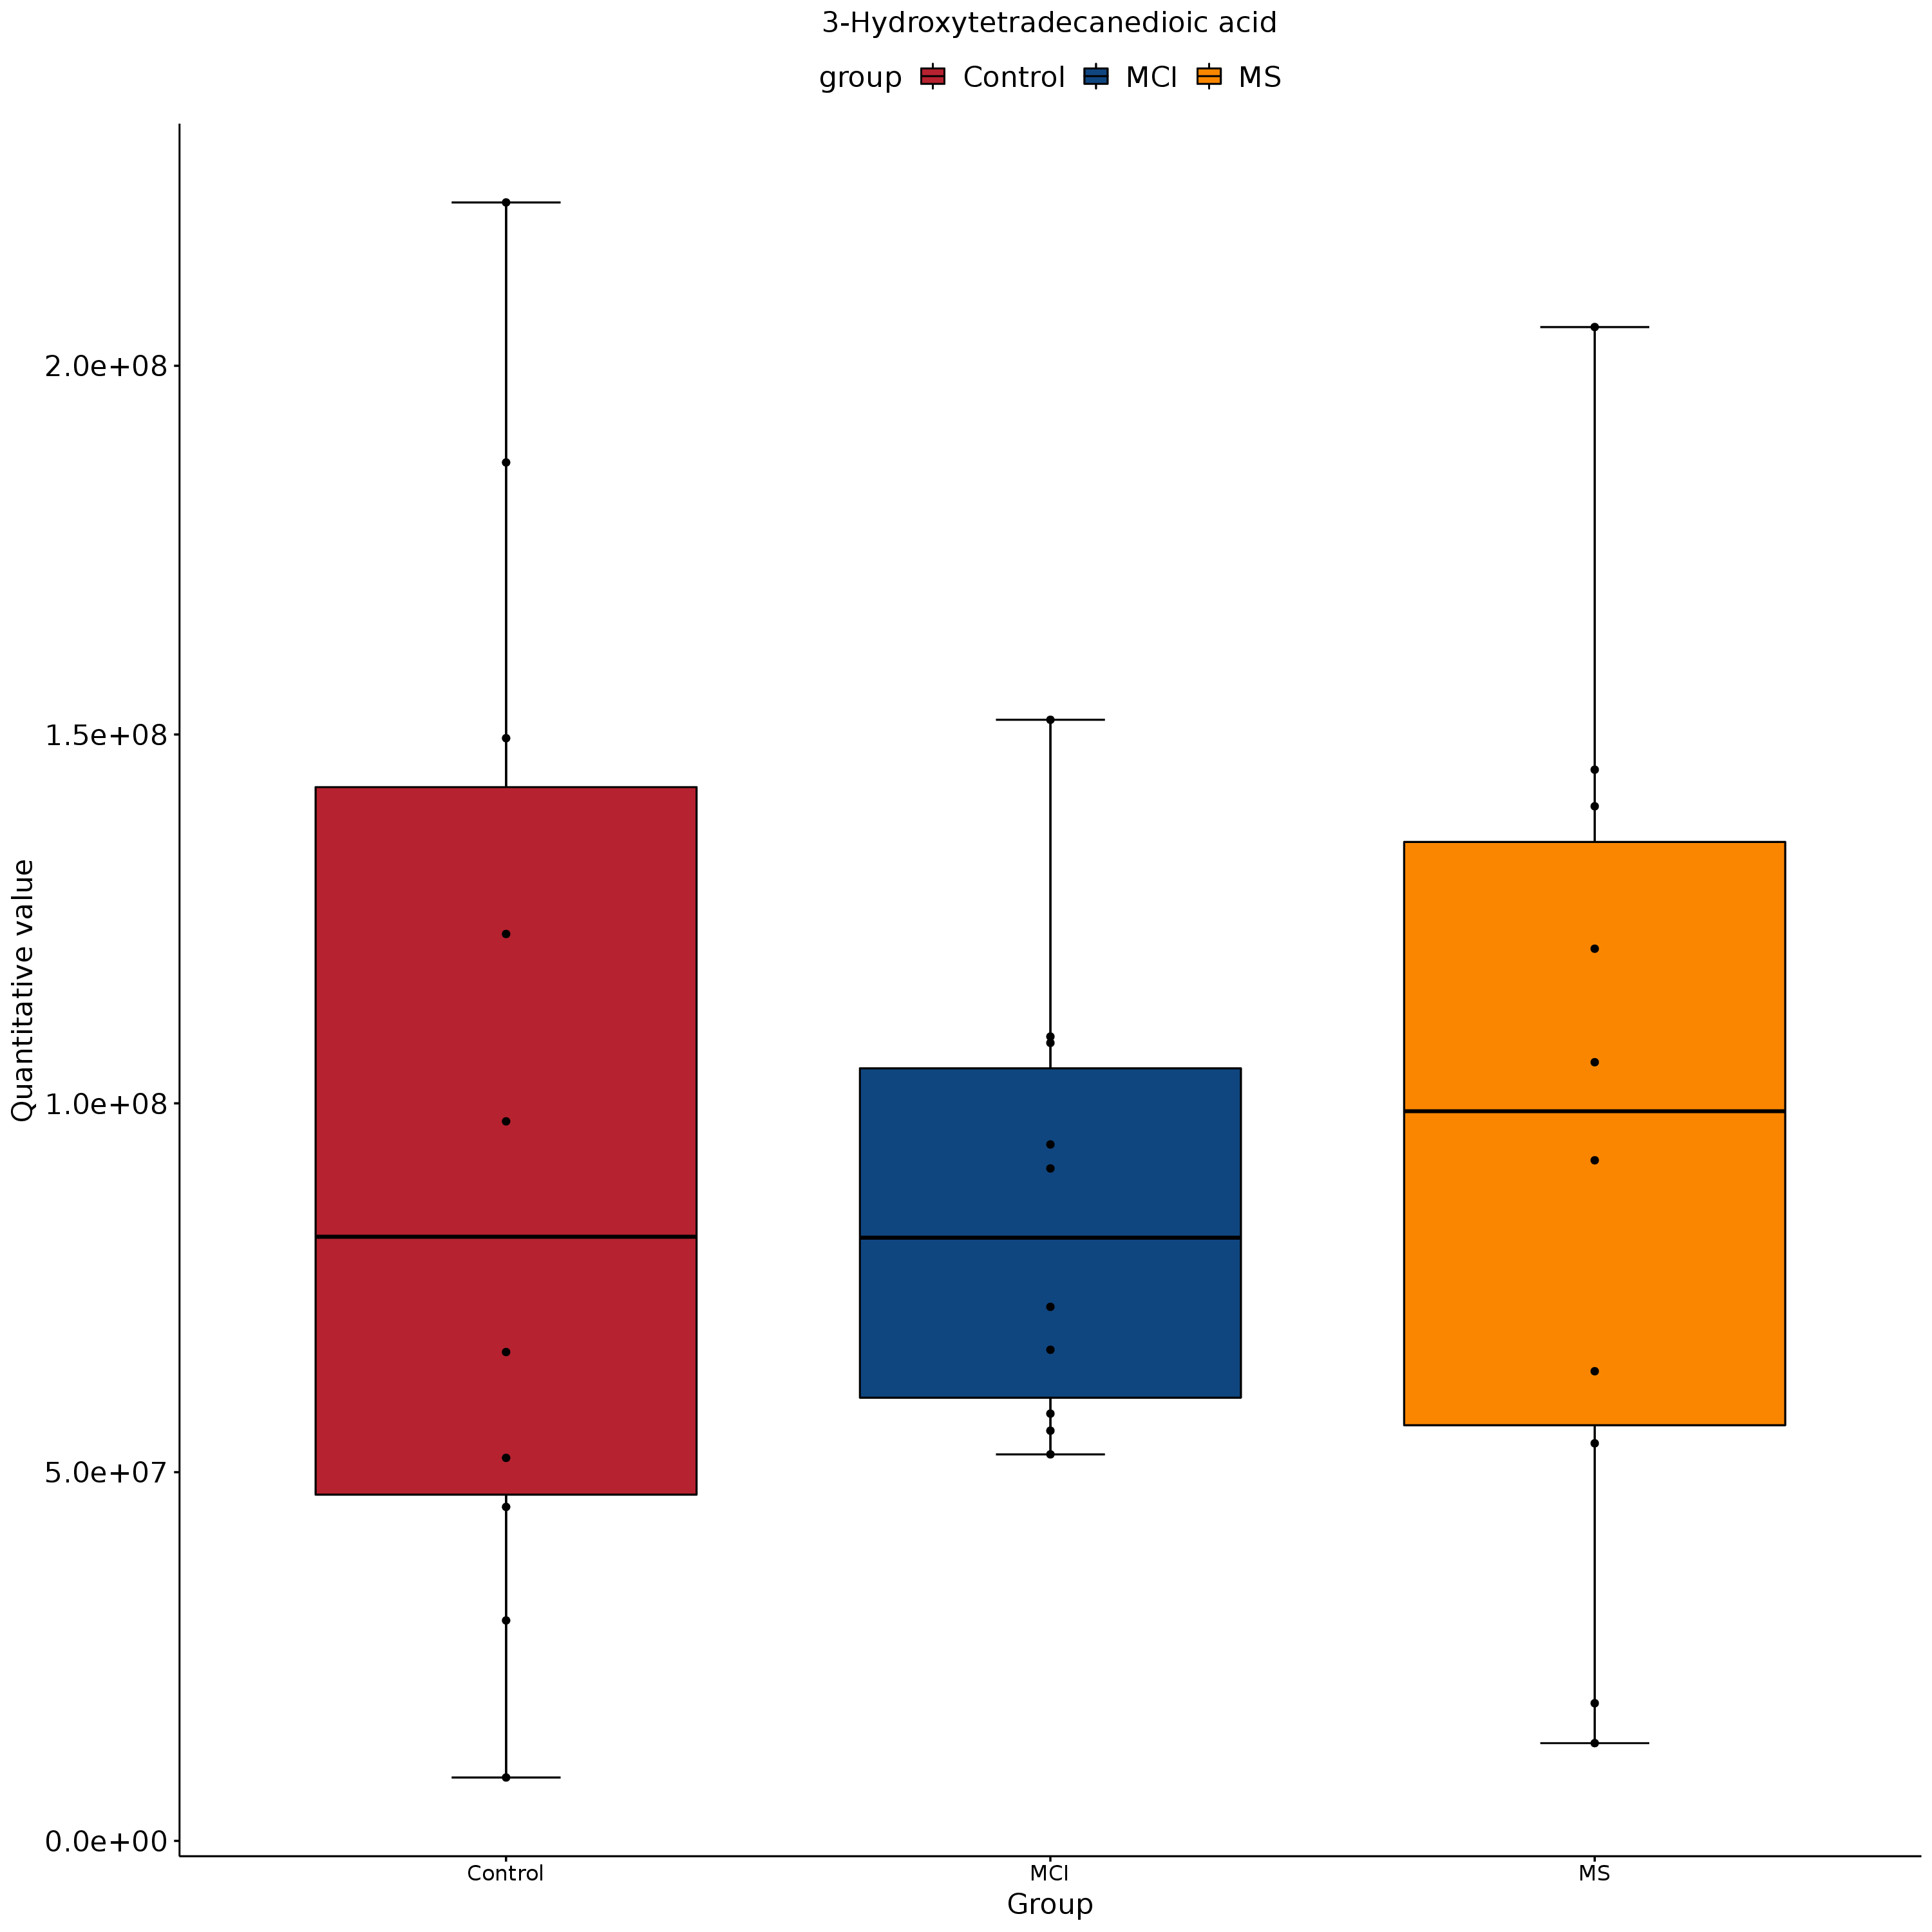 3-Hydroxytetradecanedioic acid
group Control MCI MS
Quantitative value
2.0e+08
1.5e+08
1.0e+08
5.0e+07
0.0e+00
Control MCI MS
Group